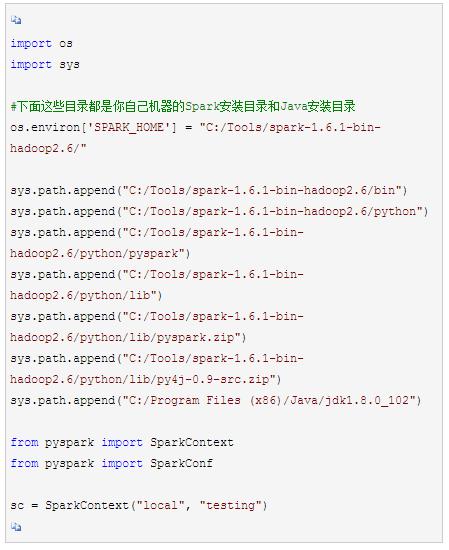 import os
import sys
#下面这些目录都是你自己机器的Spark安装目录和Java安装目录
os.environ['SPARK_HOME'] = "C:/Tools/spark-1.6.1-bin-
hadoop2.6/"
sys.path.append("C:/Tools/spark-1.6.1-bin-hadoop2.6/bin")
sys.path.append("C:/Tools/spark-1.6.1-bin-hadoop2.6/python")
sys.path.append("C:/Tools/spark-1.6.1-bin-
hadoop2.6/python/pyspark")
sys.path.append("C:/Tools/spark-1.6.1-bin-
hadoop2.6/python/lib")
sys.path.append("C:/Tools/spark-1.6.1-bin-
hadoop2.6/python/lib/pyspark.zip")
sys.path.append("C:/Tools/spark-1.6.1-bin-
hadoop2.6/python/lib/py4j-0.9-src.zip")
sys.path.append("C:/Program Files (x86)/Java/jdk1.8.0_102")
from pyspark import SparkContext
from pyspark import SparkConf
sc = SparkContext("local", "testing")